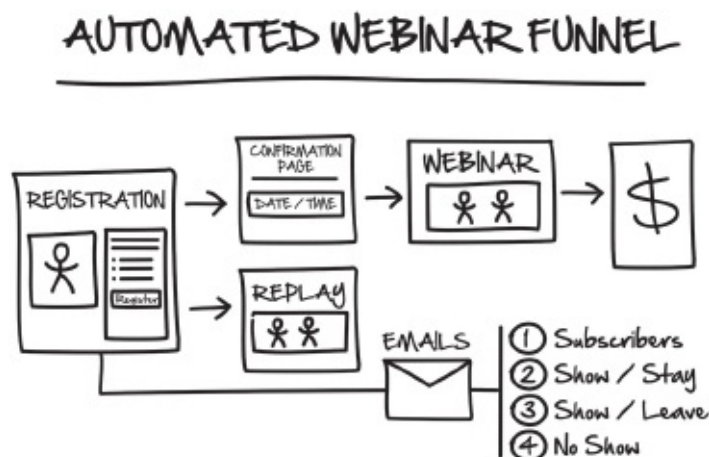 AUTOMATED WEBINAR FUNNEL
REGISTRATION
Register
CONFIRMATION
PAGE
DATE / TIME
WEBINAR
$
REPLAY
EMAILS
1 Subscribers
2 Show / Stay
3 Show / Leave
4 No Show